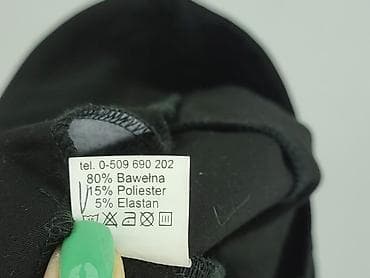 tel. 0-509 690 202
80% Bawełna
15% Poliester
5% Elastan